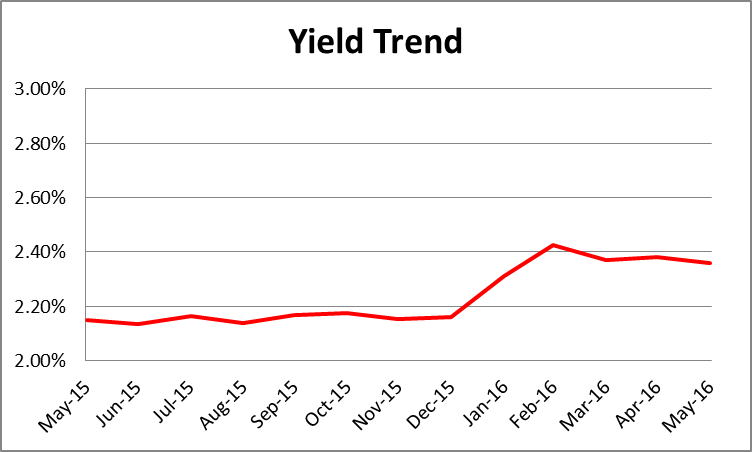 Yield Trend
3.00%
2.80%
2.60%
2.40%
2.20%
2.00%
May-15
Jun-15
Jul-15
Aug-15
Sep-15
Oct-15
Nov-15
Dec-15
Jan-16
Feb-16
Mar-16
Apr-16
May-16